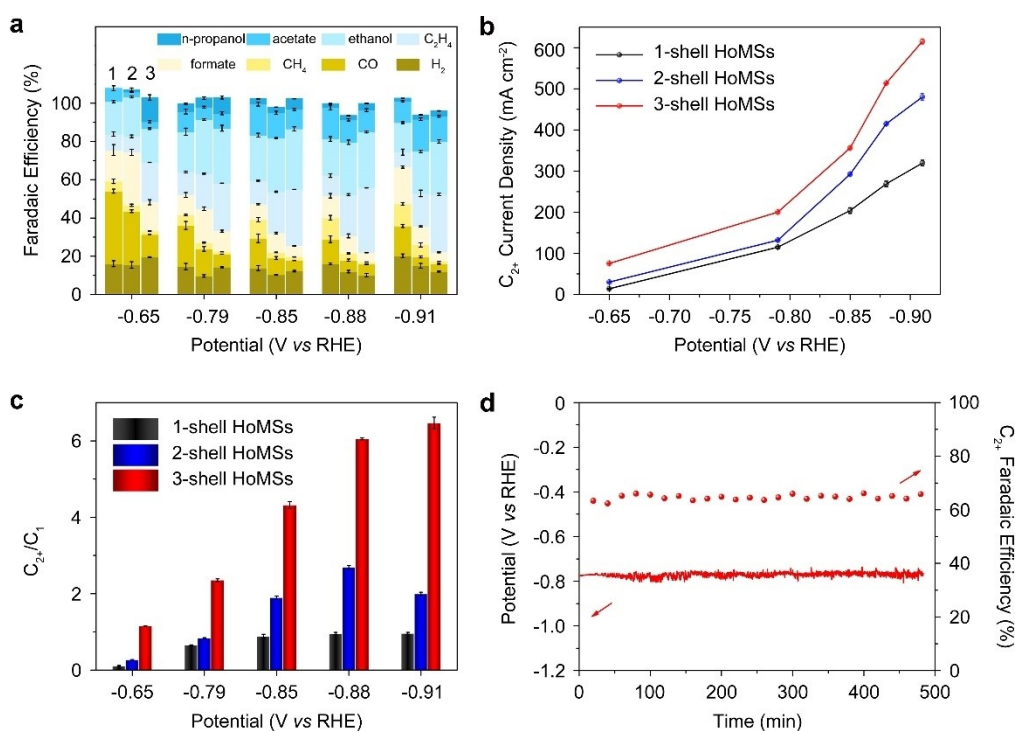 a
n-propanol acetate ethanol C₂H₄
formate CH₄ CO H₂
1 2 3
Faradaic Efficiency (%)
100
80
60
40
20
0
-0.65 -0.79 -0.85 -0.88 -0.91
Potential (V vs RHE)
b
1-shell HoMSs
2-shell HoMSs
3-shell HoMSs
C₂₊ Current Density (mA cm⁻²)
600
500
400
300
200
100
0
-0.65 -0.70 -0.75 -0.80 -0.85 -0.90
Potential (V vs RHE)
c
1-shell HoMSs
2-shell HoMSs
3-shell HoMSs
C₂₊/C₁
6
4
2
0
-0.65 -0.79 -0.85 -0.88 -0.91
Potential (V vs RHE)
d
Potential (V vs RHE)
0
-0.2
-0.4
-0.6
-0.8
-1.0
-1.2
100
80
60
40
20
0
C₂₊ Faradaic Efficiency (%)
0 100 200 300 400 500
Time (min)